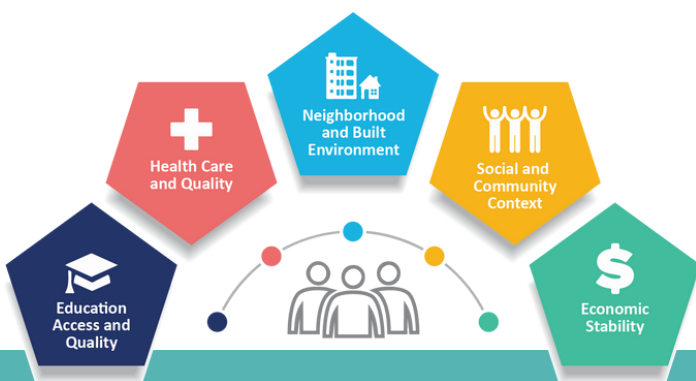 Neighborhood
and Built
Environment
Health Care
and Quality
Social and
Community
Context
Education
Access and
Quality
$
Economic
Stability